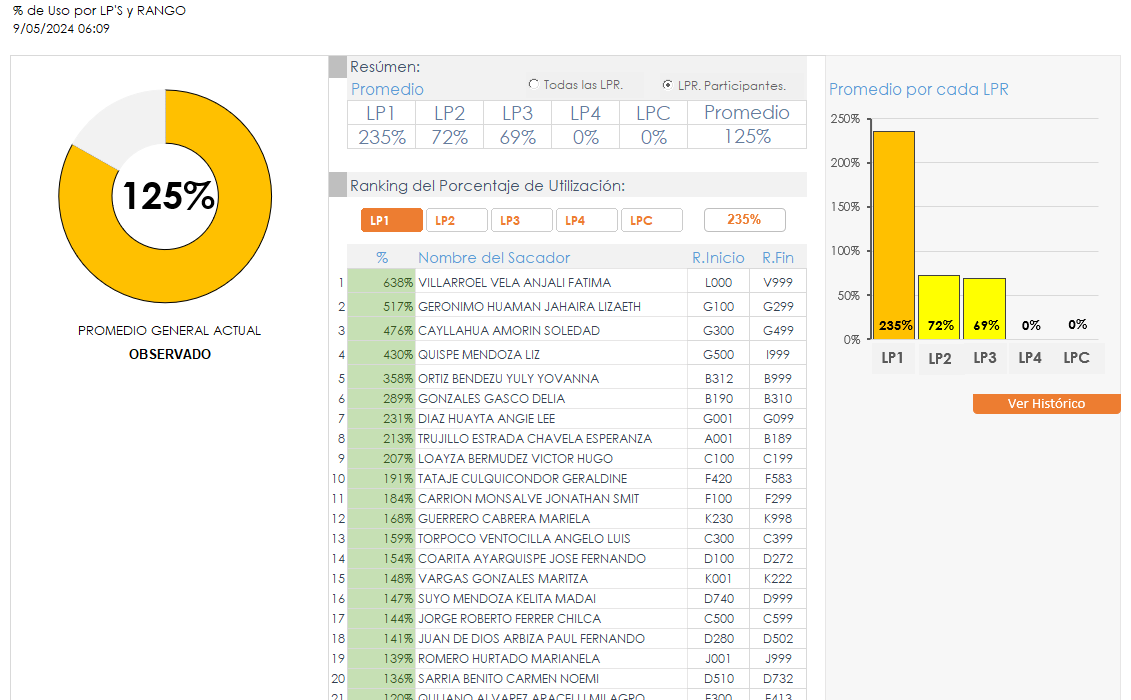 % de Uso por LP'S y RANGO
9/05/2024 06:09
125%
PROMEDIO GENERAL ACTUAL
OBSERVADO
Resúmen:
Promedio
Todas las LPR.
LPR. Participantes.
LP1 LP2 LP3 LP4 LPC Promedio
235% 72% 69% 0% 0% 125%
Ranking del Porcentaje de Utilización:
LP1 LP2 LP3 LP4 LPC 235%
% Nombre del Sacador R.Inicio R.Fin
1 638% VILLARROEL VELA ANJALI FATIMA L000 V999
2 517% GERONIMO HUAMAN JAHAIRA LIZAETH G100 G299
3 476% CAYLLAHUA AMORIN SOLEDAD G300 G499
4 430% QUISPE MENDOZA LIZ G500 I999
5 358% ORTIZ BENDEZU YULY YOVANNA B312 B999
6 289% GONZALES GASCO DELIA B190 B310
7 231% DIAZ HUAYTA ANGIE LEE G001 G099
8 213% TRUJILLO ESTRADA CHAVELA ESPERANZA A001 B189
9 207% LOAYZA BERMUDEZ VICTOR HUGO C100 C199
10 191% TATAJE CULQUICONDOR GERALDINE F420 F583
11 184% CARRION MONSALVE JONATHAN SMIT F100 F299
12 168% GUERRERO CABRERA MARIELA K230 K998
13 159% TORPOCO VENTOCILLA ANGELO LUIS C300 C399
14 154% COARITA AYARQUISPE JOSE FERNANDO D100 D272
15 148% VARGAS GONZALES MARITZA K001 K222
16 147% SUYO MENDOZA KELITA MADAI D740 D999
17 144% JORGE ROBERTO FERRER CHILCA C500 C599
18 141% JUAN DE DIOS ARBIZA PAUL FERNANDO D280 D502
19 139% ROMERO HURTADO MARIANELA J001 J999
20 136% SARRIA BENITO CARMEN NOEMI D510 D732
21 120% QUIJANO ALVAREZ ARACELLI MILAGRO F300 F413
Promedio por cada LPR
250%
200%
150%
100%
50%
0%
235% 72% 69% 0% 0%
LP1 LP2 LP3 LP4 LPC
Ver Histórico